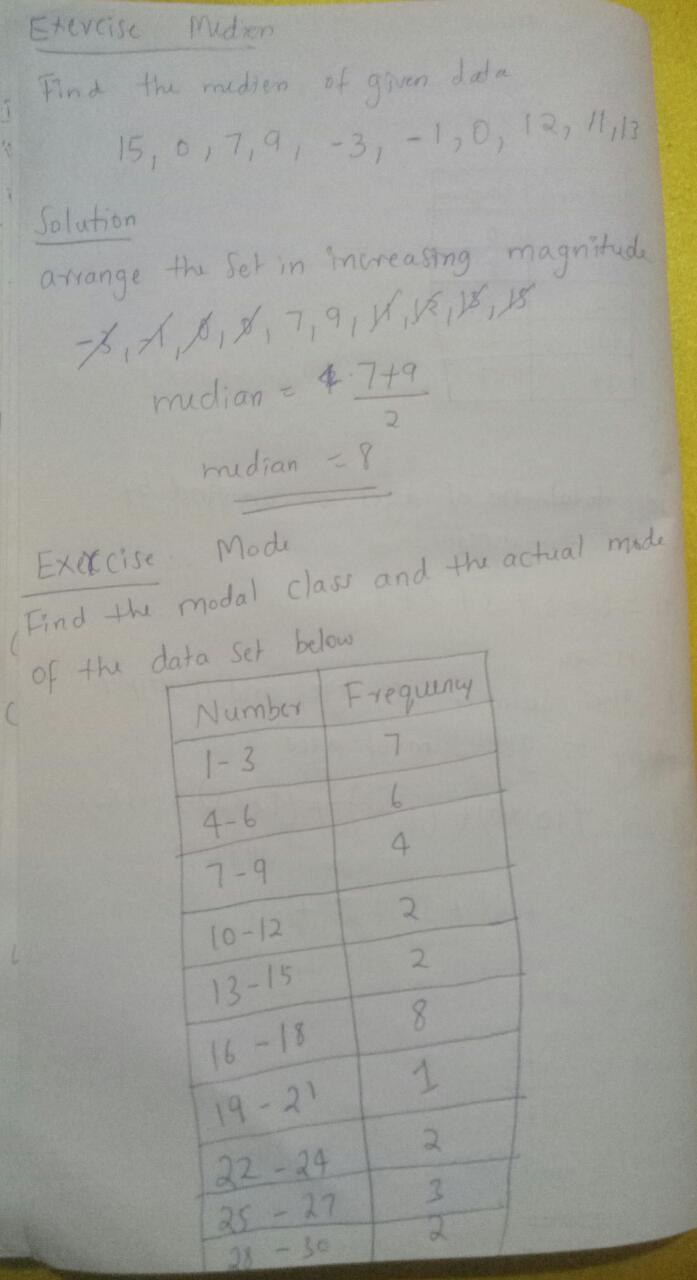 Exercise Median
Find the medien of given data
15, 0, 7, 9, -3, -1, 0, 12, 11, 13
Solution
arrange the Set in increasing magnitude
-3, -1, 0, 0, 7, 9, 11, 12, 13, 15
median = 7+9
2
median = 8
Exercise Mode
Find the modal class and the actual mode
of the data set below
Number Frequency
1-3 7
4-6 6
7-9 4
10-12 2
13-15 2
16-18 8
19-21 1
22-24 2
25-27 3
28-30 2